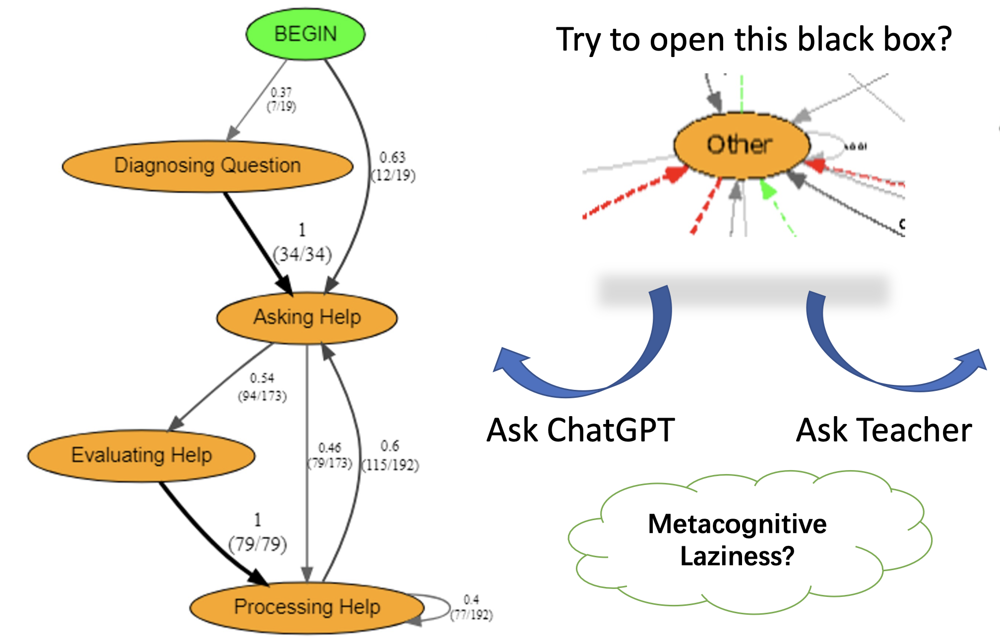 BEGIN
0.37
(7/19)
Diagnosing Question
0.63
(12/19)
1
(34/34)
Asking Help
0.54
(94/173)
Evaluating Help
0.46
(79/173)
0.6
(115/192)
1
(79/79)
Processing Help
0.4
(77/192)
Try to open this black box?
Other
Ask ChatGPT
Ask Teacher
Metacognitive
Laziness?